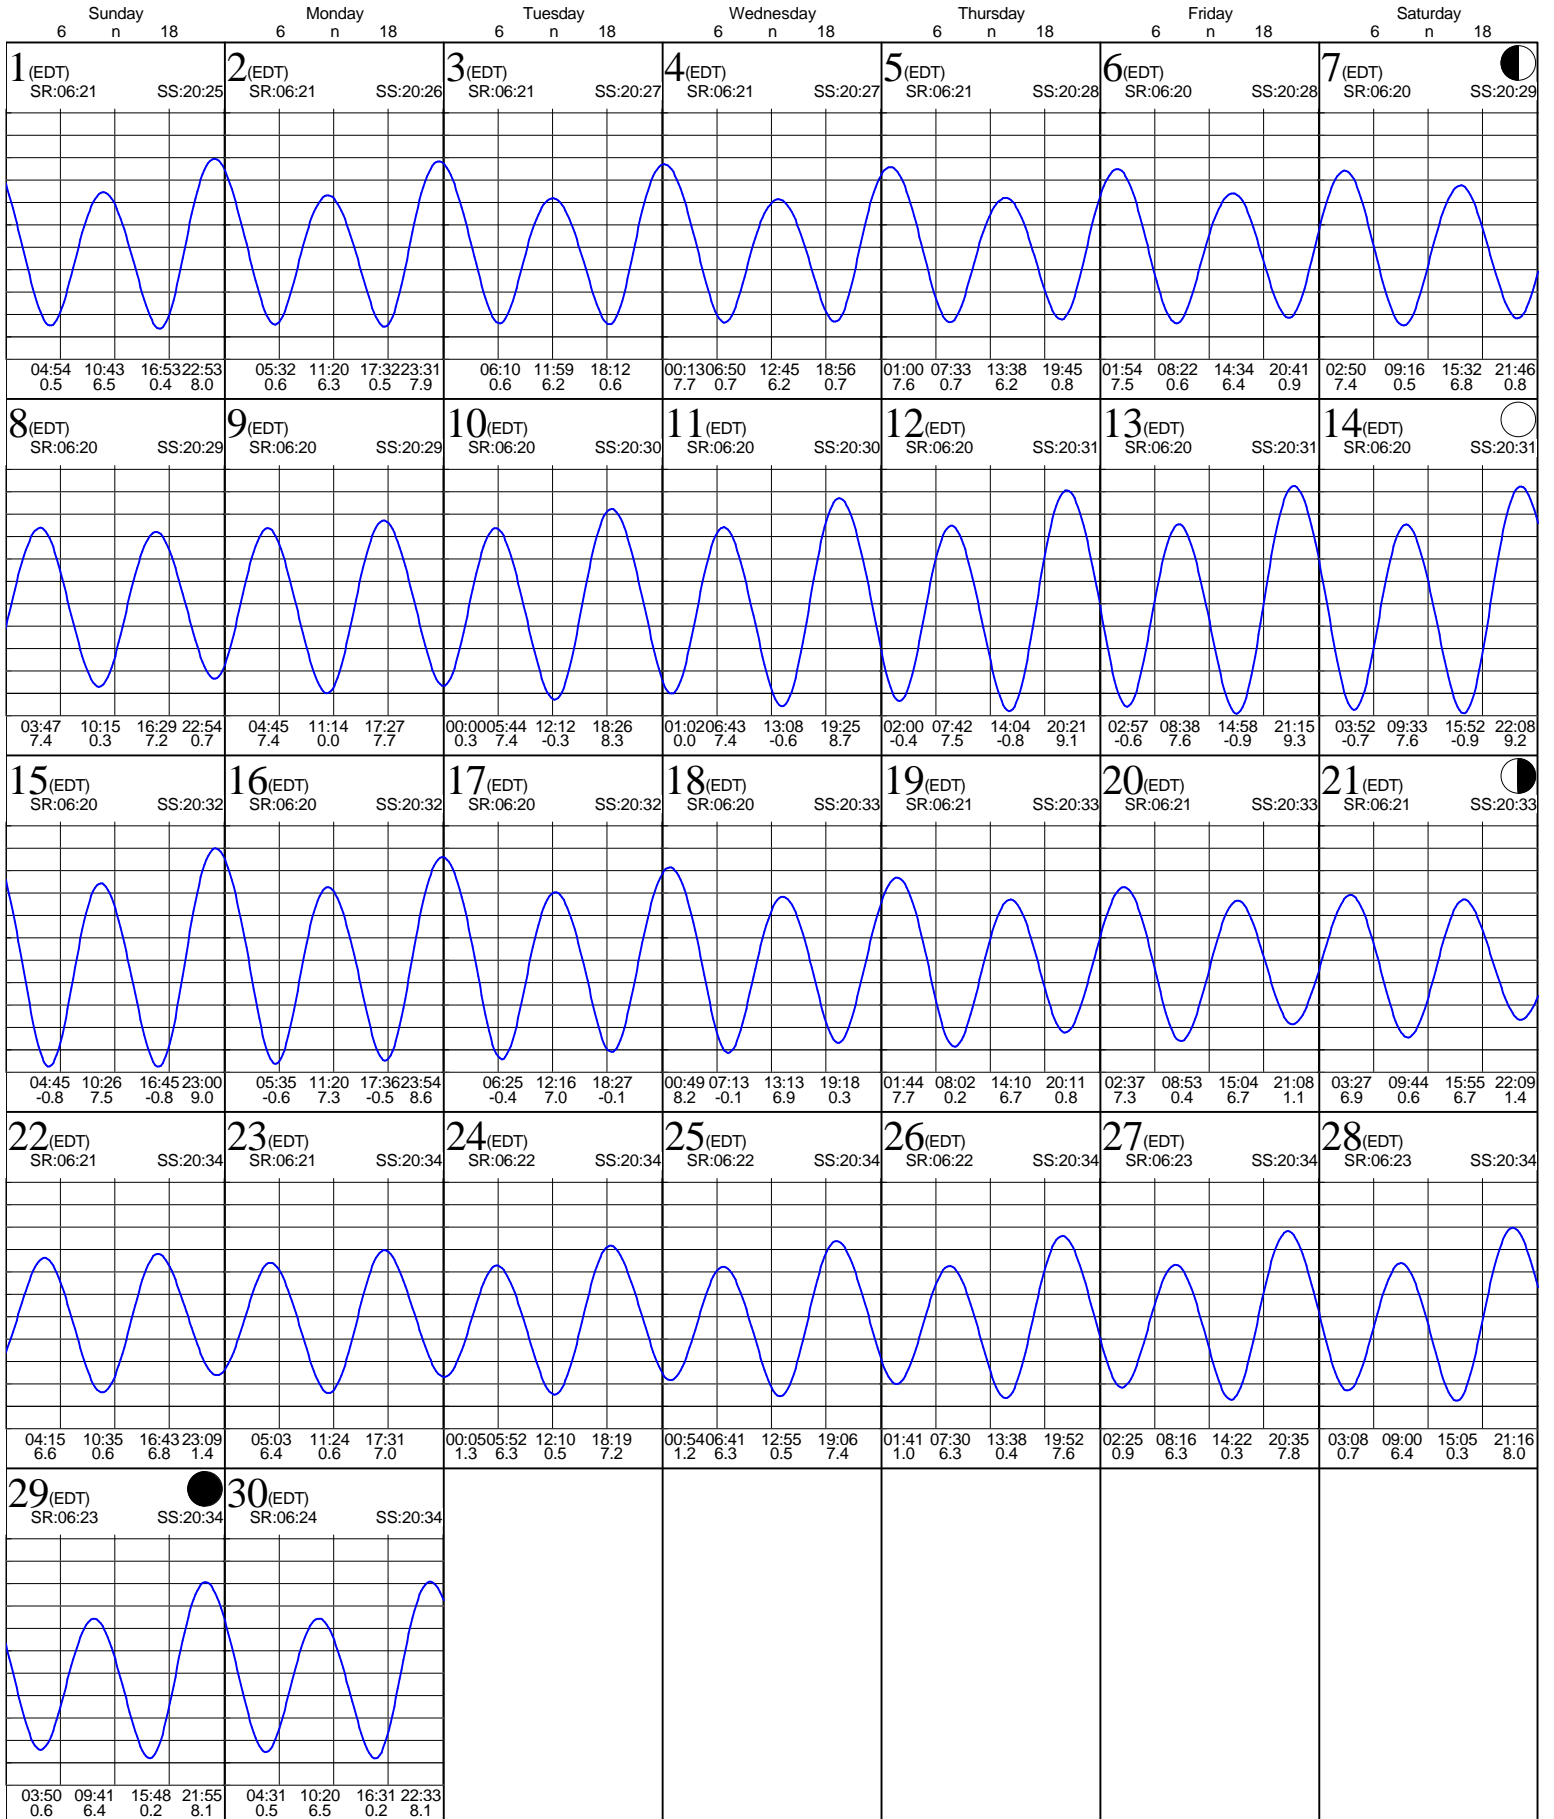 Sunday Monday Tuesday Wednesday Thursday Friday Saturday
6 n 18 6 n 18 6 n 18 6 n 18 6 n 18 6 n 18 6 n 18
1(EDT) 2(EDT) 3(EDT) 4(EDT) 5(EDT) 6(EDT) 7(EDT)
SR:06:21 SS:20:25 SR:06:21 SS:20:26 SR:06:21 SS:20:27 SR:06:21 SS:20:27 SR:06:21 SS:20:28 SR:06:20 SS:20:28 SR:06:20 SS:20:29
04:54 10:43 16:53 22:53 05:32 11:20 17:32 23:31 06:10 11:59 18:12 00:13 06:50 12:45 18:56 01:00 07:33 13:38 19:45 01:54 08:22 14:34 20:41 02:50 09:16 15:32 21:46
0.5 6.5 0.4 8.0 0.6 6.3 0.5 7.9 0.6 6.2 0.6 7.7 0.7 6.2 0.7 7.6 0.7 6.2 0.8 7.5 0.6 6.4 0.9 7.4 0.5 6.8 0.8
8(EDT) 9(EDT) 10(EDT) 11(EDT) 12(EDT) 13(EDT) 14(EDT)
SR:06:20 SS:20:29 SR:06:20 SS:20:29 SR:06:20 SS:20:30 SR:06:20 SS:20:30 SR:06:20 SS:20:31 SR:06:20 SS:20:31 SR:06:20 SS:20:31
03:47 10:15 16:29 22:54 04:45 11:14 17:27 00:00 05:44 12:12 18:26 01:02 06:43 13:08 19:25 02:00 07:42 14:04 20:21 02:57 08:38 14:58 21:15 03:52 09:33 15:52 22:08
7.4 0.3 7.2 0.7 7.4 0.0 7.7 0.3 7.4 -0.3 8.3 0.0 7.4 -0.6 8.7 -0.4 7.5 -0.8 9.1 -0.6 7.6 -0.9 9.3 -0.7 7.6 -0.9 9.2
15(EDT) 16(EDT) 17(EDT) 18(EDT) 19(EDT) 20(EDT) 21(EDT)
SR:06:20 SS:20:32 SR:06:20 SS:20:32 SR:06:20 SS:20:32 SR:06:20 SS:20:33 SR:06:21 SS:20:33 SR:06:21 SS:20:33 SR:06:21 SS:20:33
04:45 10:26 16:45 23:00 05:35 11:20 17:36 23:54 06:25 12:16 18:27 00:49 07:13 13:13 19:18 01:44 08:02 14:10 20:11 02:37 08:53 15:04 21:08 03:27 09:44 15:55 22:09
-0.8 7.5 -0.8 9.0 -0.6 7.3 -0.5 8.6 -0.4 7.0 -0.1 8.2 -0.1 6.9 0.3 7.7 0.2 6.7 0.8 7.3 0.4 6.7 1.1 6.9 0.6 6.7 1.4
22(EDT) 23(EDT) 24(EDT) 25(EDT) 26(EDT) 27(EDT) 28(EDT)
SR:06:21 SS:20:34 SR:06:21 SS:20:34 SR:06:22 SS:20:34 SR:06:22 SS:20:34 SR:06:22 SS:20:34 SR:06:23 SS:20:34 SR:06:23 SS:20:34
04:15 10:35 16:43 23:09 05:03 11:24 17:31 00:05 05:52 12:10 18:19 00:54 06:41 12:55 19:06 01:41 07:30 13:38 19:52 02:25 08:16 14:22 20:35 03:08 09:00 15:05 21:16
6.6 0.6 6.8 1.4 6.4 0.6 7.0 1.3 6.3 0.5 7.2 1.2 6.3 0.5 7.4 1.0 6.3 0.4 7.6 0.9 6.3 0.3 7.8 0.7 6.4 0.3 8.0
29(EDT) 30(EDT)
SR:06:23 SS:20:34 SR:06:24 SS:20:34
03:50 09:41 15:48 21:55 04:31 10:20 16:31 22:33
0.6 6.4 0.2 8.1 0.5 6.5 0.2 8.1